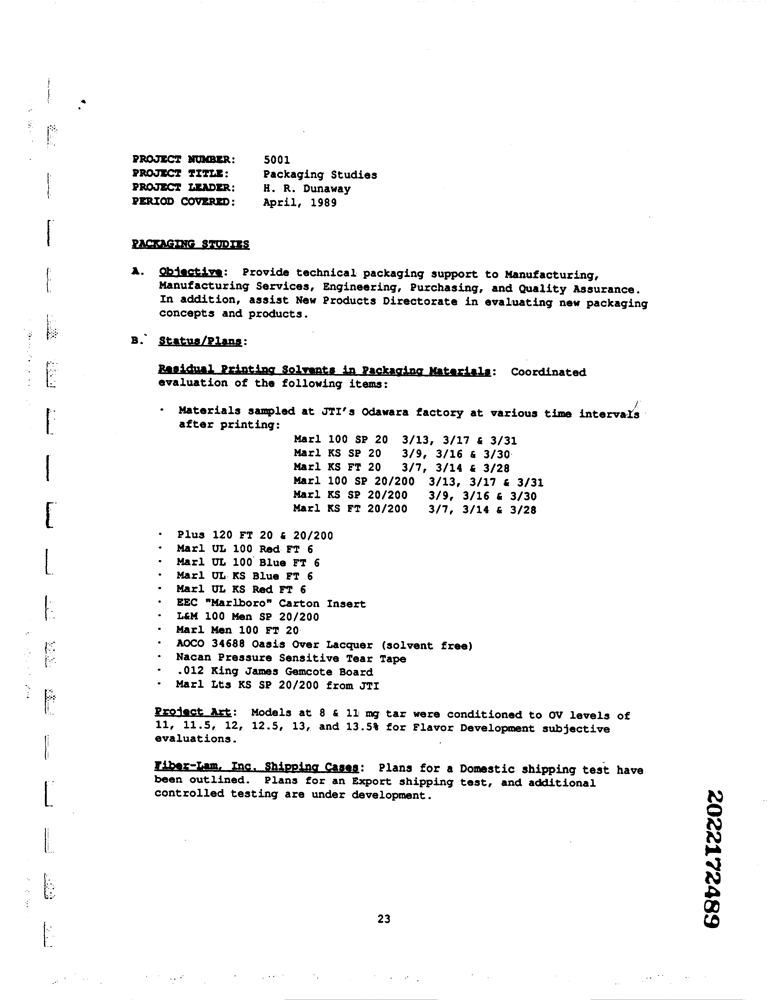 PROJECT NUMBER: 5001
PROJECT TITLE: Packaging Studies
PROJECT LEADER: H. R. Dunaway
PERIOD COVERED: April, 1989
PACKAGING STUDIES
A. Objective: Provide technical packaging support to Manufacturing,
Manufacturing Services, Engineering, Purchasing, and Quality Assurance.
In addition, assist New Products Directorate in evaluating new packaging
concepts and products.
B. Status/Plans:
Residual Printing Solvents in Packaging Materials: Coordinated
evaluation of the following items:
· Materials sampled at JTI's Odawara factory at various time intervals
after printing:
Marl 100 SP 20 3/13, 3/17 & 3/31
Marl KS SP 20 3/9, 3/16 & 3/30
Marl KS FT 20 3/7, 3/14 & 3/28
Marl 100 SP 20/200 3/13, 3/17 & 3/31
Marl KS SP 20/200 3/9, 3/16 & 3/30
Marl KS FT 20/200 3/7, 3/14 & 3/28
· Plus 120 FT 20 & 20/200
· Marl UL 100 Red FT 6
· Marl UL 100 Blue FT 6
· Marl UL KS Blue FT 6
· Marl UL KS Red FT 6
· EEC "Marlboro" Carton Insert
· L&M 100 Men SP 20/200
· Marl Men 100 FT 20
· AOCO 34688 Oasis Over Lacquer (solvent free)
· Nacan Pressure Sensitive Tear Tape
· .012 King James Gemcote Board
· Marl Lts KS SP 20/200 from JTI
Project Art: Models at 8 & 11 mg tar were conditioned to OV levels of
11, 11.5, 12, 12.5, 13, and 13.5% for Flavor Development subjective
evaluations.
Fiber-Lam, Inc. Shipping Cases: Plans for a Domestic shipping test have
been outlined. Plans for an Export shipping test, and additional
controlled testing are under development.
23
2022172489